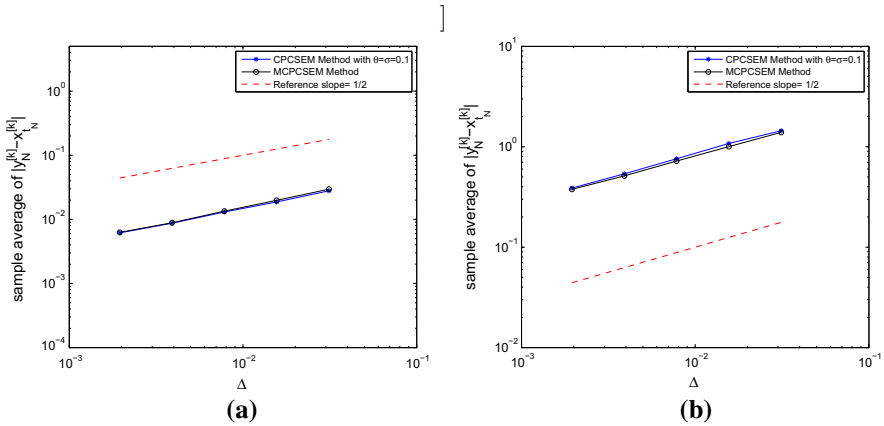 ]
CPCSEM Method with θ=σ=0.1
MCPCSEM Method
Reference slope= 1/2
sample average of |y_N^[k]−x_{t_N}^[k]|
10^0
10^−1
10^−2
10^−3
10^−4
10^−3
10^−2
10^−1
Δ
(a)
CPCSEM Method with θ=σ=0.1
MCPCSEM Method
Reference slope= 1/2
sample average of |y_N^[k]−x_{t_N}^[k]|
10^1
10^0
10^−1
10^−2
10^−3
10^−2
10^−1
Δ
(b)